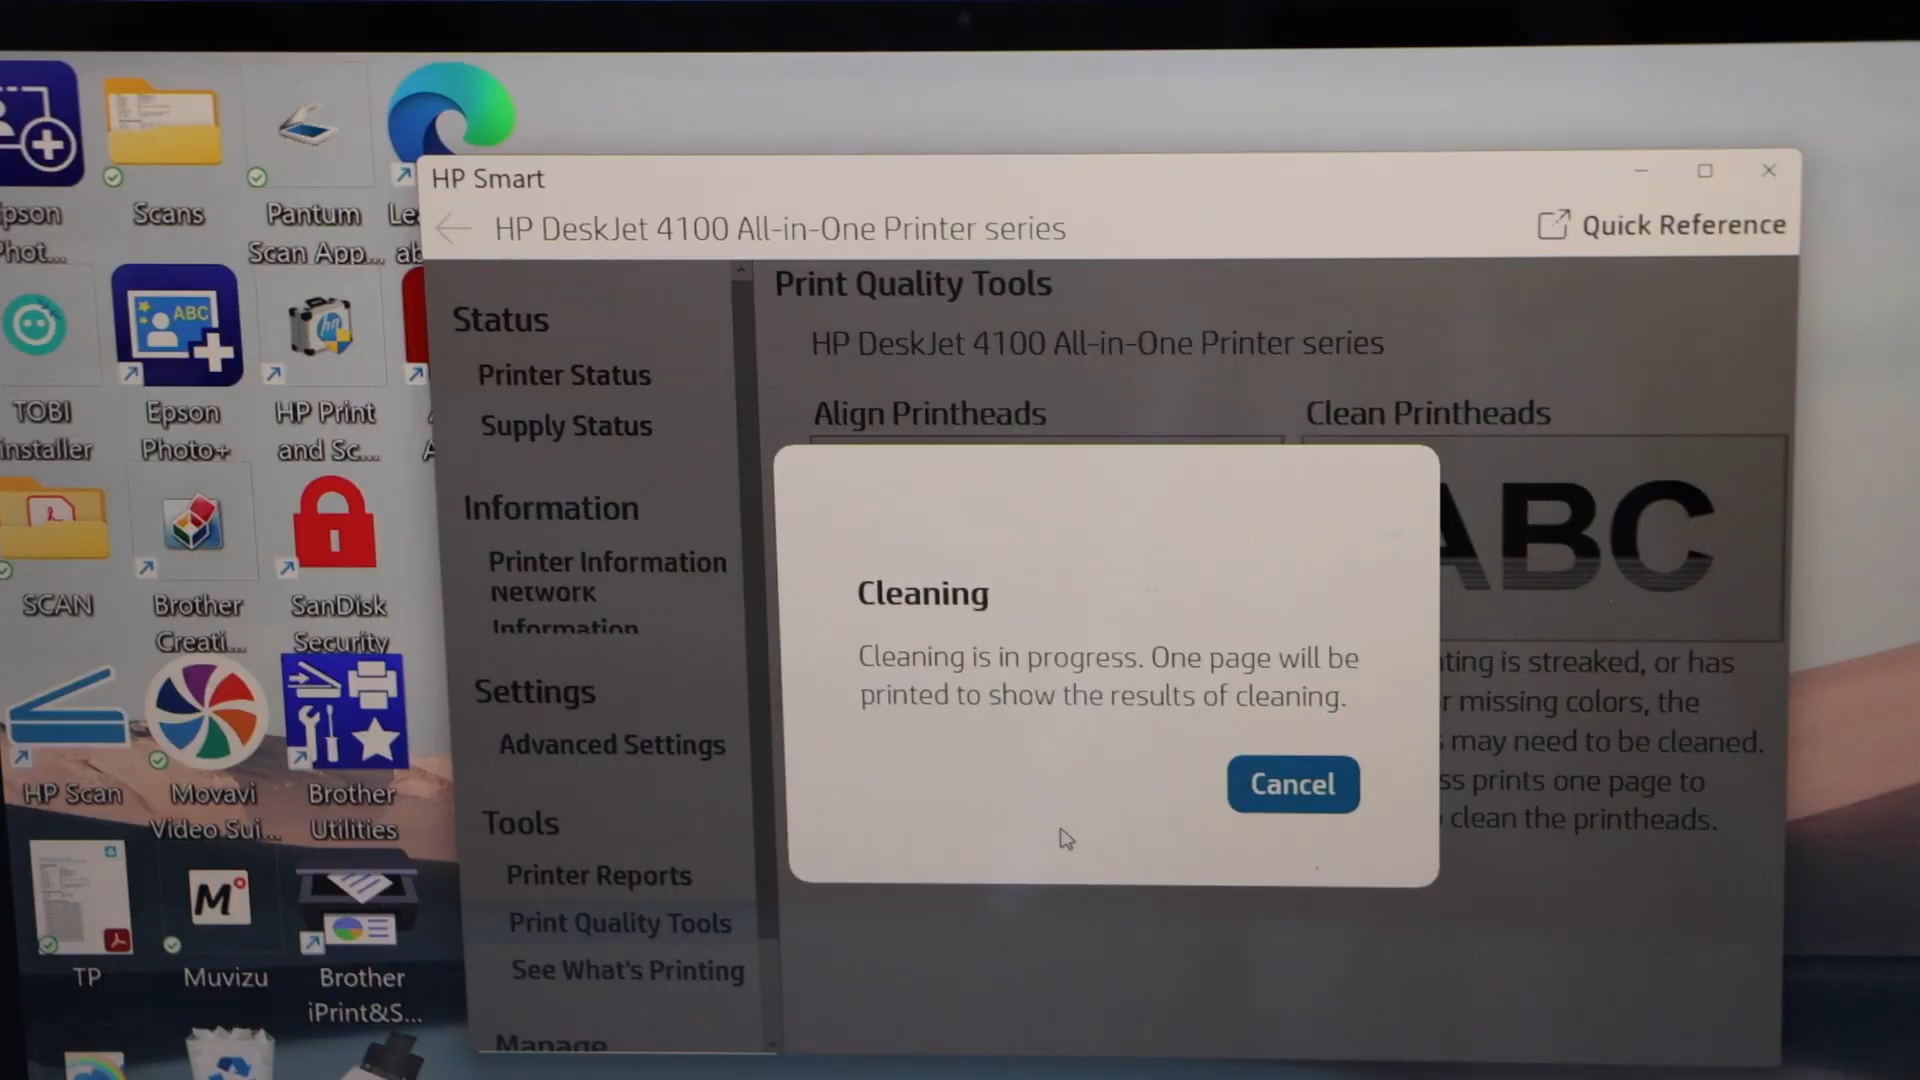 HP Smart
HP DeskJet 4100 All-in-One Printer series
Quick Reference
Status
Printer Status
Supply Status
Information
Printer Information
Network
Information
Settings
Advanced Settings
Tools
Printer Reports
Print Quality Tools
See What's Printing
Manage
Print Quality Tools
HP DeskJet 4100 All-in-One Printer series
Align Printheads
Clean Printheads
ABC
Cleaning
Cleaning is in progress. One page will be
printed to show the results of cleaning.
Cancel
ting is streaked, or has
r missing colors, the
may need to be cleaned.
ss prints one page to
clean the printheads.
pson
Phot...
Scans
Pantum
Scan App...
Le
ab
ABC
hp
TOBI
installer
Epson
Photo+
HP Print
and Sc...
SCAN
Brother
Creati...
SanDisk
Security
HP Scan
Movavi
Video Sui...
Brother
Utilities
M
TP
Muvizu
Brother
iPrint&S...